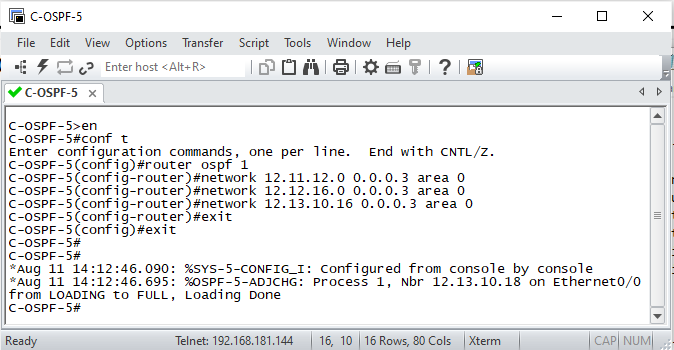 C-OSPF-5
File Edit View Options Transfer Script Tools Window Help
Enter host <Alt+R>
C-OSPF-5
C-OSPF-5>en
C-OSPF-5#conf t
Enter configuration commands, one per line.  End with CNTL/Z.
C-OSPF-5(config)#router ospf 1
C-OSPF-5(config-router)#network 12.11.12.0 0.0.0.3 area 0
C-OSPF-5(config-router)#network 12.12.16.0 0.0.0.3 area 0
C-OSPF-5(config-router)#network 12.13.10.16 0.0.0.3 area 0
C-OSPF-5(config-router)#exit
C-OSPF-5(config)#exit
C-OSPF-5#
C-OSPF-5#
*Aug 11 14:12:46.090: %SYS-5-CONFIG_I: Configured from console by console
*Aug 11 14:12:46.695: %OSPF-5-ADJCHG: Process 1, Nbr 12.13.10.18 on Ethernet0/0
from LOADING to FULL, Loading Done
C-OSPF-5#
Ready Telnet: 192.168.181.144 16, 10 16 Rows, 80 Cols Xterm CAP NUM